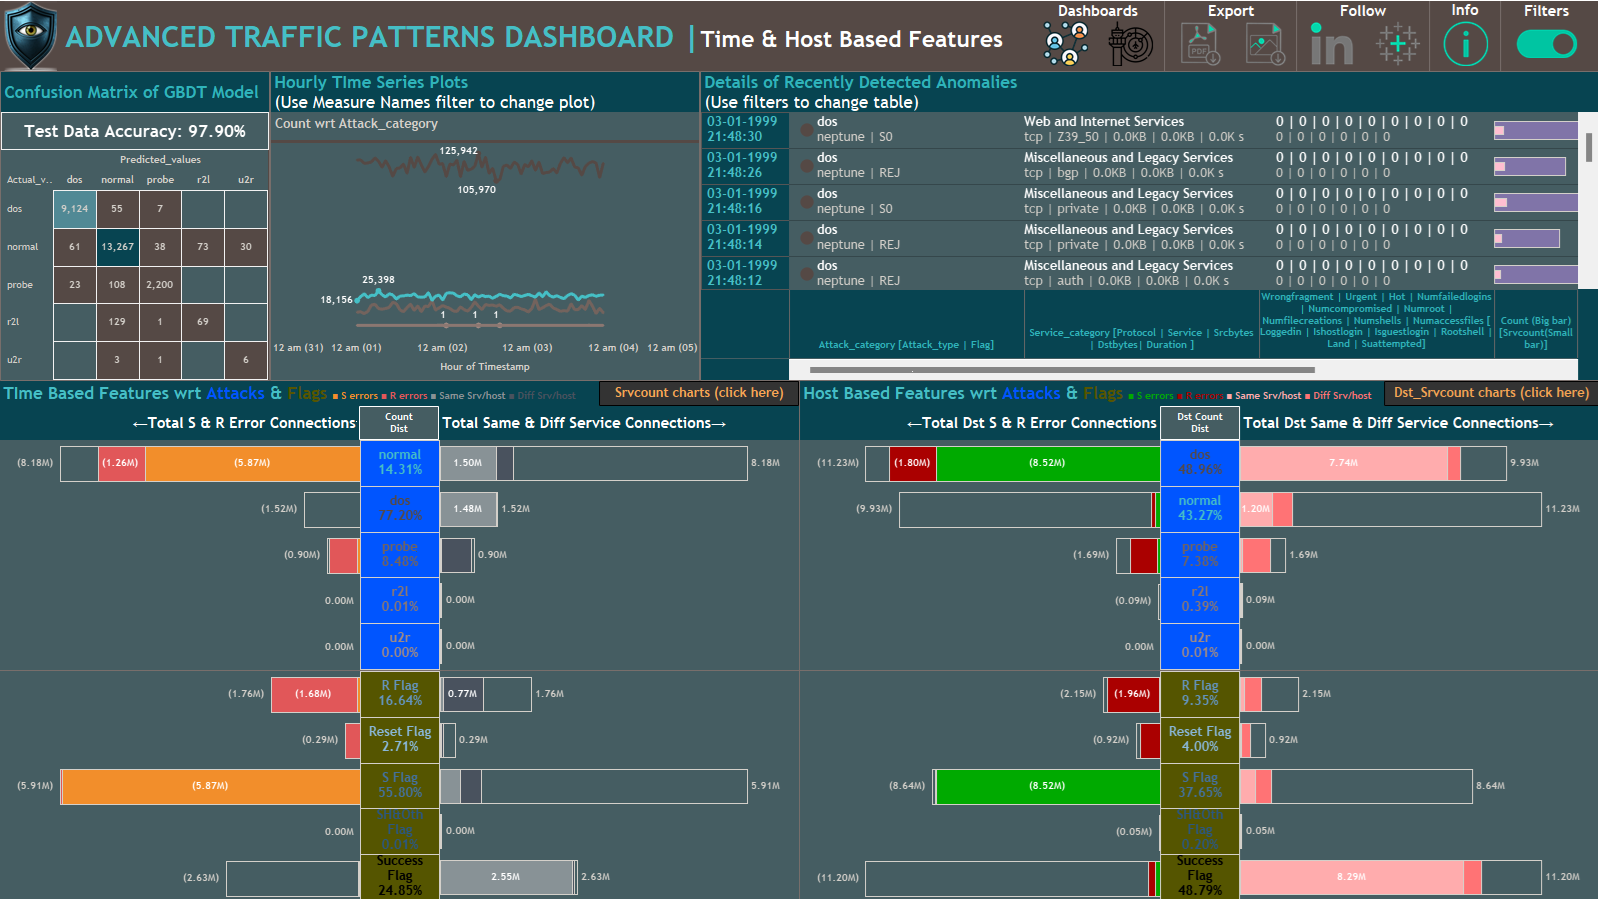 ADVANCED TRAFFIC PATTERNS DASHBOARD | Time & Host Based Features
Dashboards
Export
Follow
Info
Filters
PDF
in
Confusion Matrix of GBDT Model
Test Data Accuracy: 97.90%
Predicted_values
Actual_v.. dos normal probe r2l u2r
dos 9,124 55 7
normal 61 13,267 38 73 30
probe 23 108 2,200
r2l 129 1 69
u2r 3 1 6
Hourly TIme Series Plots
(Use Measure Names filter to change plot)
Count wrt Attack_category
125,942
105,970
25,398
18,156
1 1 1
12 am (31) 12 am (01) 12 am (02) 12 am (03) 12 am (04) 12 am (05)
Hour of Timestamp
Details of Recently Detected Anomalies
(Use filters to change table)
03-01-1999 dos Web and Internet Services 0 | 0 | 0 | 0 | 0 | 0 | 0 | 0 | 0
21:48:30 neptune | S0 tcp | Z39_50 | 0.0KB | 0.0KB | 0.0K s 0 | 0 | 0 | 0 | 0 | 0
03-01-1999 dos Miscellaneous and Legacy Services 0 | 0 | 0 | 0 | 0 | 0 | 0 | 0 | 0
21:48:26 neptune | REJ tcp | bgp | 0.0KB | 0.0KB | 0.0K s 0 | 0 | 0 | 0 | 0 | 0
03-01-1999 dos Miscellaneous and Legacy Services 0 | 0 | 0 | 0 | 0 | 0 | 0 | 0 | 0
21:48:16 neptune | S0 tcp | private | 0.0KB | 0.0KB | 0.0K s 0 | 0 | 0 | 0 | 0 | 0
03-01-1999 dos Miscellaneous and Legacy Services 0 | 0 | 0 | 0 | 0 | 0 | 0 | 0 | 0
21:48:14 neptune | REJ tcp | private | 0.0KB | 0.0KB | 0.0K s 0 | 0 | 0 | 0 | 0 | 0
03-01-1999 dos Miscellaneous and Legacy Services 0 | 0 | 0 | 0 | 0 | 0 | 0 | 0 | 0
21:48:12 neptune | REJ tcp | auth | 0.0KB | 0.0KB | 0.0K s 0 | 0 | 0 | 0 | 0 | 0
Attack_category [Attack_type | Flag]
Service_category [Protocol | Service | Srcbytes
| Dstbytes| Duration ]
Wrongfragment | Urgent | Hot | Numfailedlogins
| Numcompromised | Numroot |
Numfilecreations | Numshells | Numaccessfiles [
Loggedin | Ishostlogin | Isguestlogin | Rootshell |
Land | Suattempted]
Count (Big bar)
[Srvcount(Small
bar)]
TIme Based Features wrt Attacks & Flags S errors R errors Same Srv/host Diff Srv/host
Srvcount charts (click here)
←Total S & R Error Connections
Count
Dist
Total Same & Diff Service Connections→
(8.18M) (1.26M) (5.87M) normal 14.31% 1.50M 8.18M
(1.52M) dos 77.20% 1.48M 1.52M
(0.90M) probe 8.48% 0.90M
0.00M r2l 0.01% 0.00M
0.00M u2r 0.00% 0.00M
(1.76M) (1.68M) R Flag 16.64% 0.77M 1.76M
(0.29M) Reset Flag 2.71% 0.29M
(5.91M) (5.87M) S Flag 55.80% 5.91M
0.00M Flag 0.01% 0.00M
(2.63M) Success Flag 24.85% 2.55M 2.63M
Host Based Features wrt Attacks & Flags S errors R errors Same Srv/host Diff Srv/host
Dst_Srvcount charts (click here)
←Total Dst S & R Error Connections
Dst Count
Dist
Total Dst Same & Diff Service Connections→
(11.23M) (1.80M) (8.52M) dos 48.96% 7.74M 9.93M
(9.93M) normal 43.27% 1.20M 11.23M
(1.69M) probe 7.38% 1.69M
(0.09M) r2l 0.39% 0.09M
0.00M u2r 0.01% 0.00M
(2.15M) (1.96M) R Flag 9.35% 2.15M
(0.92M) Reset Flag 4.00% 0.92M
(8.64M) (8.52M) S Flag 37.65% 8.64M
(0.05M) Flag 0.20% 0.05M
(11.20M) Success Flag 48.79% 8.29M 11.20M